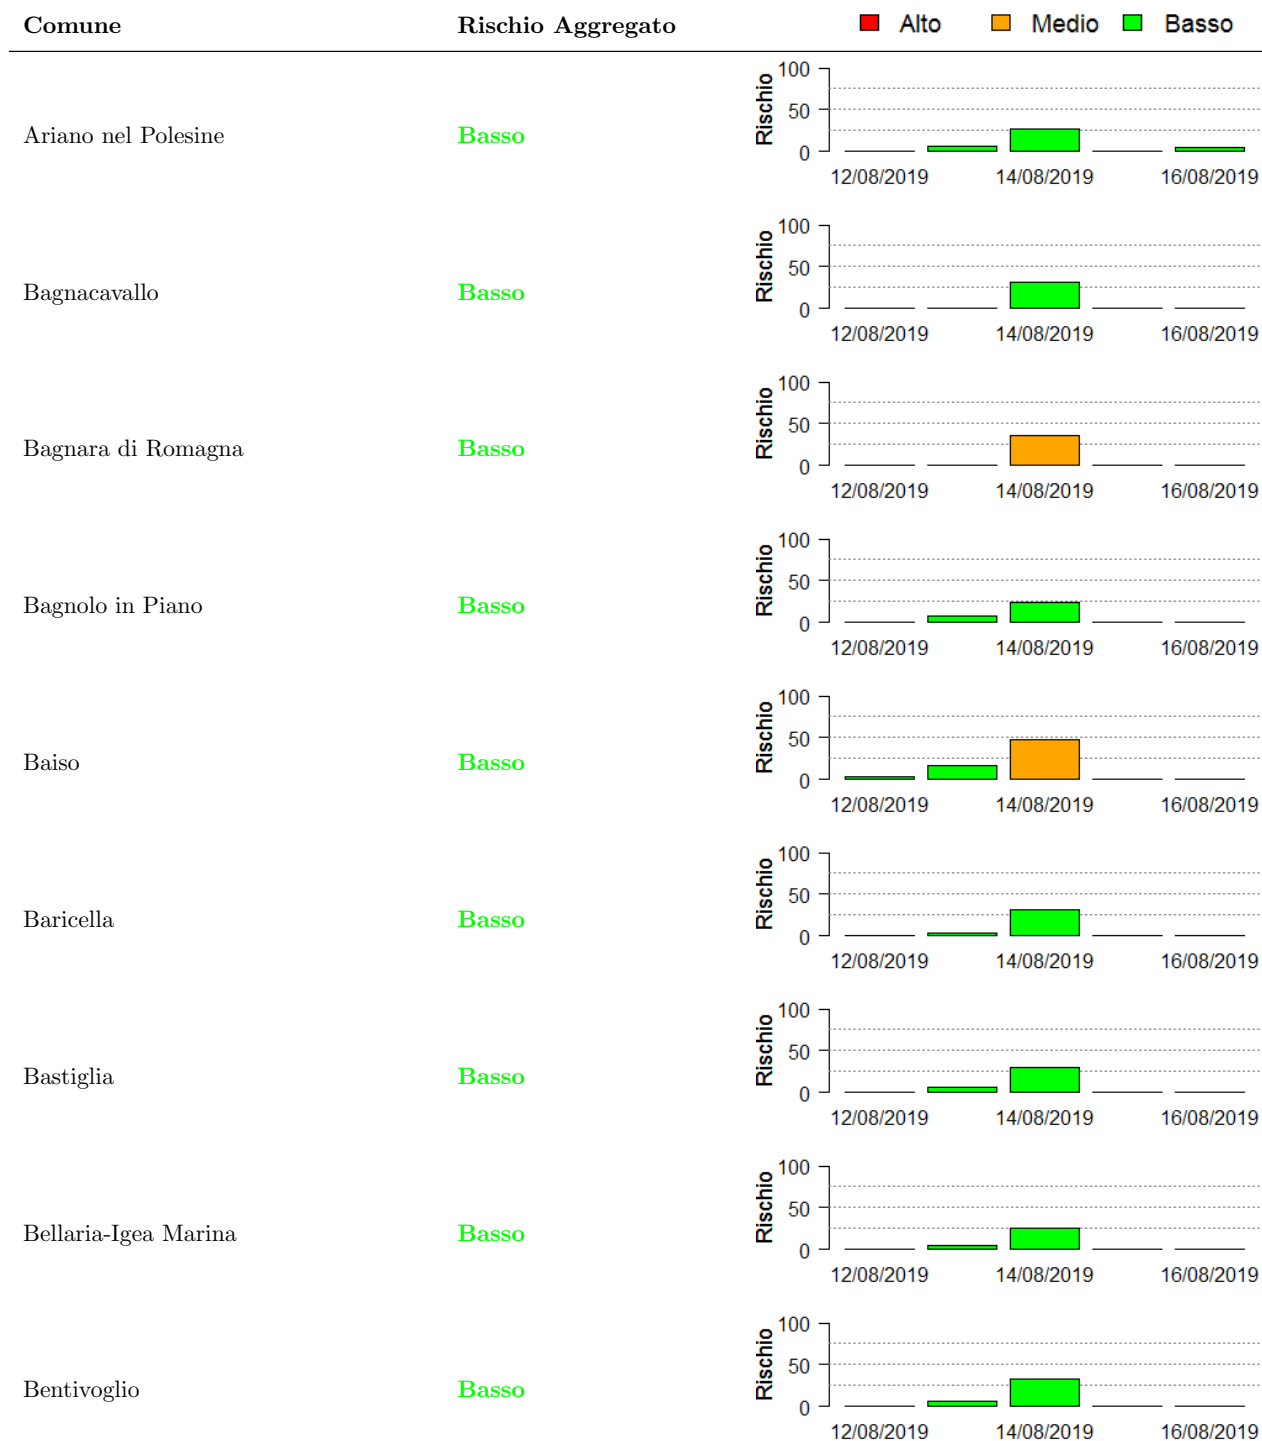 Comune Rischio Aggregato Alto Medio Basso
Ariano nel Polesine Basso
Rischio
100
50
0
12/08/2019 14/08/2019 16/08/2019
Bagnacavallo Basso
Rischio
100
50
0
12/08/2019 14/08/2019 16/08/2019
Bagnara di Romagna Basso
Rischio
100
50
0
12/08/2019 14/08/2019 16/08/2019
Bagnolo in Piano Basso
Rischio
100
50
0
12/08/2019 14/08/2019 16/08/2019
Baiso Basso
Rischio
100
50
0
12/08/2019 14/08/2019 16/08/2019
Baricella Basso
Rischio
100
50
0
12/08/2019 14/08/2019 16/08/2019
Bastiglia Basso
Rischio
100
50
0
12/08/2019 14/08/2019 16/08/2019
Bellaria-Igea Marina Basso
Rischio
100
50
0
12/08/2019 14/08/2019 16/08/2019
Bentivoglio Basso
Rischio
100
50
0
12/08/2019 14/08/2019 16/08/2019